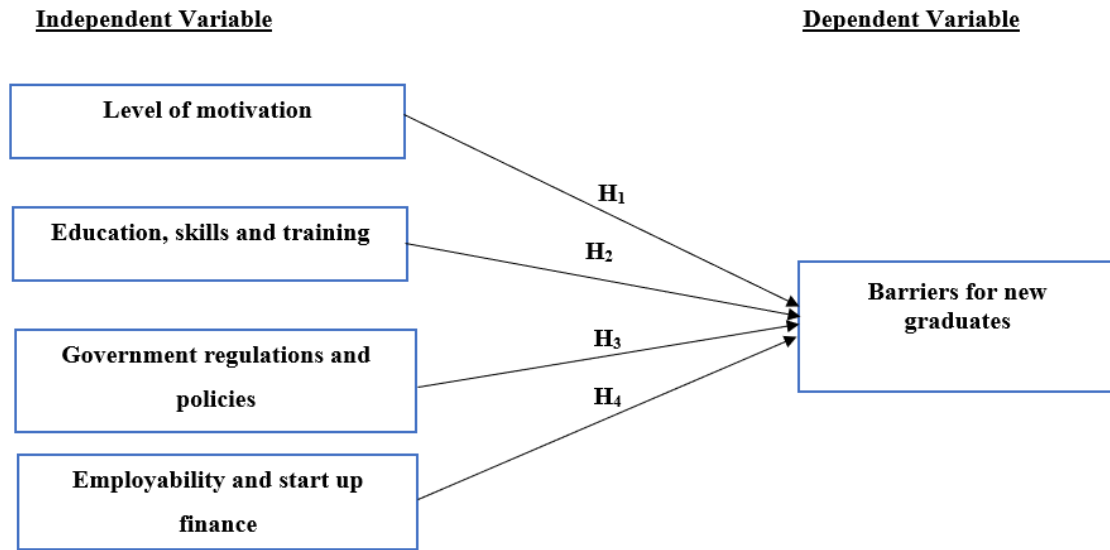 Independent Variable
Dependent Variable
Level of motivation
H₁
Education, skills and training
H₂
Barriers for new
graduates
Government regulations and
policies
H₃
H₄
Employability and start up
finance